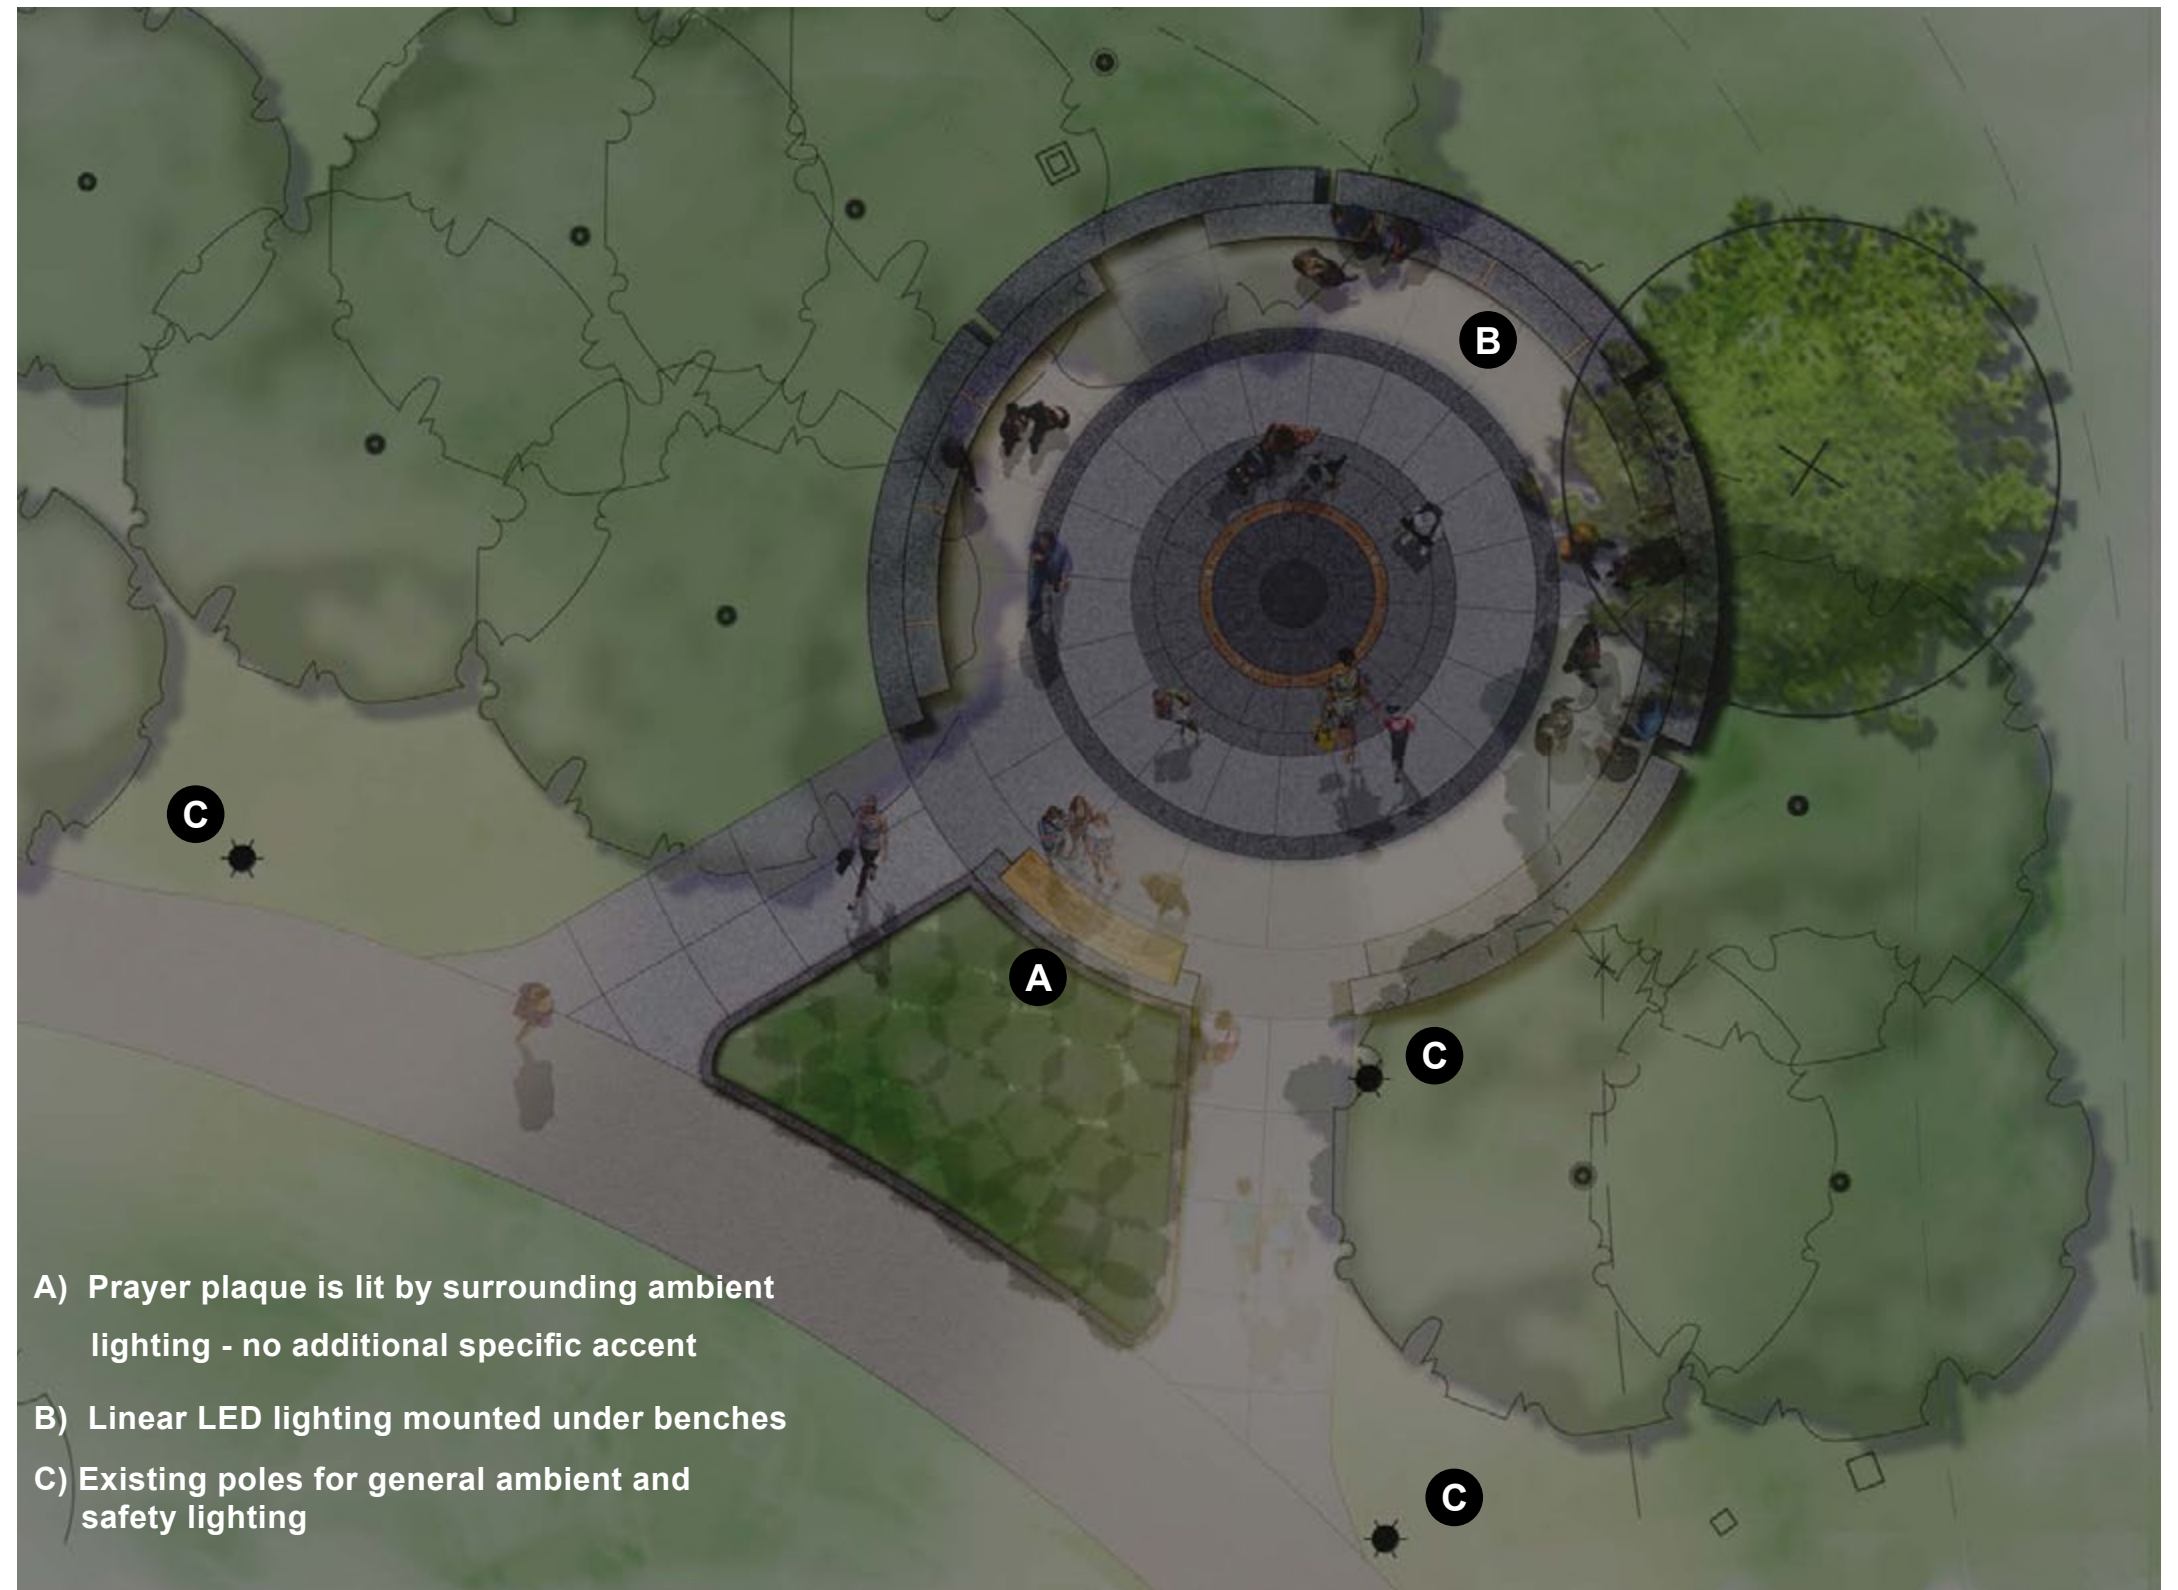 B
C
A
C
C
A) Prayer plaque is lit by surrounding ambient
lighting - no additional specific accent
B) Linear LED lighting mounted under benches
C) Existing poles for general ambient and
safety lighting